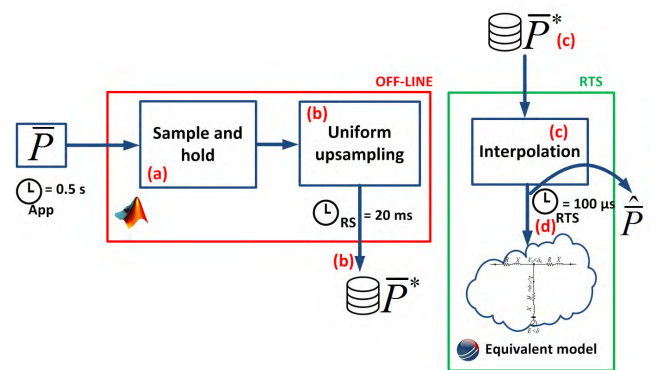 P̅* (c)
OFF-LINE
RTS
P̅
Sample and
hold
(a)
(b)
Uniform
upsampling
(c)
Interpolation
= 0.5 s
App
RS = 20 ms
= 100 µs
RTS
(d)
P̅̂
(b)
P̅*
Equivalent model